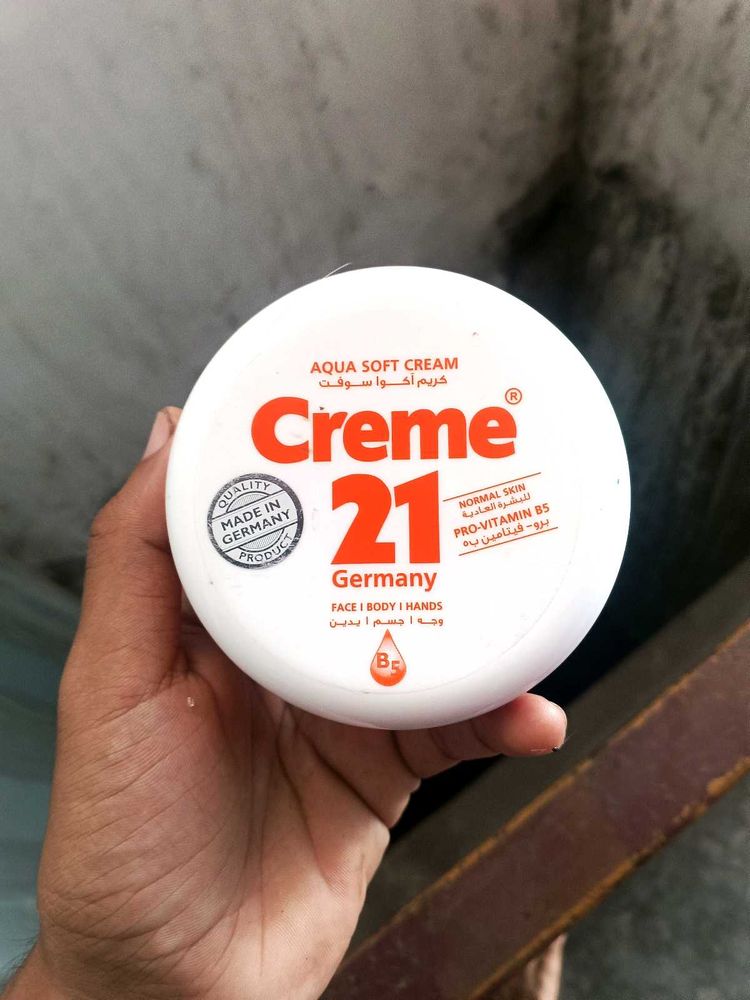 AQUA SOFT CREAM
كريم أكوا سوفت
Creme®
21
Germany
QUALITY
MADE IN
GERMANY
PRODUCT
NORMAL SKIN
للبشرة العادية
PRO-VITAMIN B5
برو- فيتامين ب٥
FACE I BODY I HANDS
وجه I جسم I يدين
B5